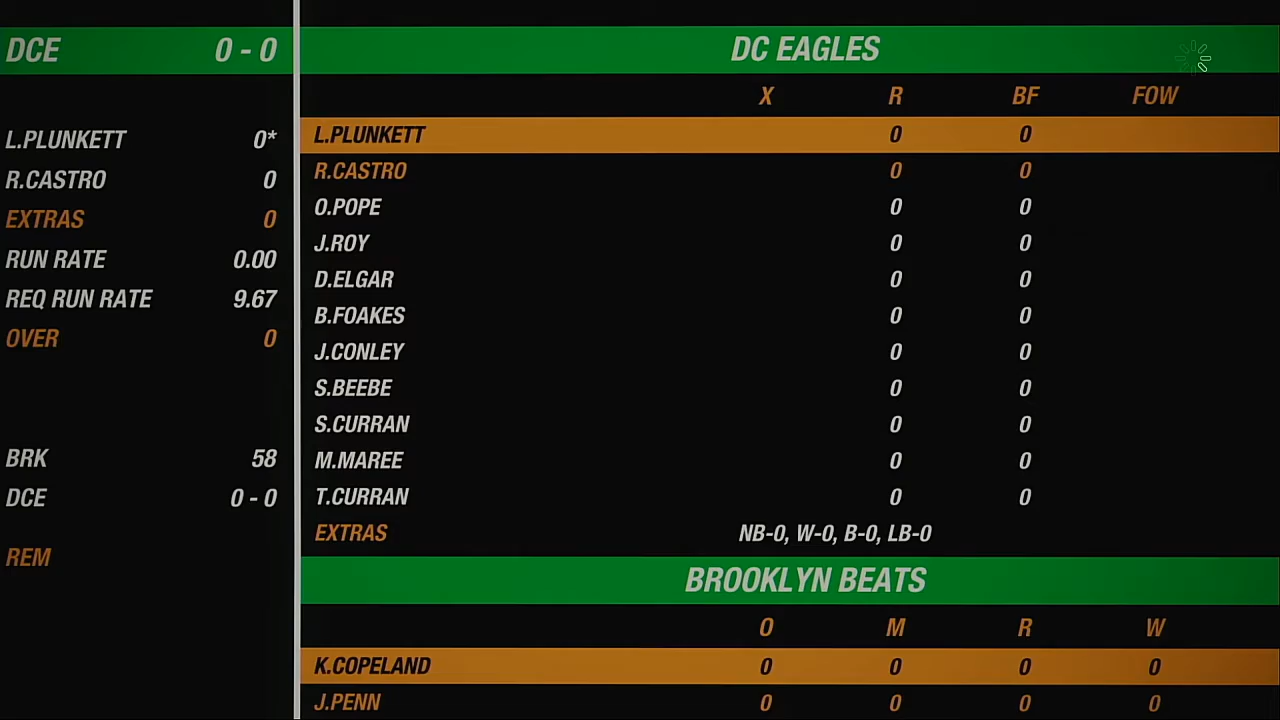 DCE 0 - 0
L.PLUNKETT 0*
R.CASTRO 0
EXTRAS 0
RUN RATE 0.00
REQ RUN RATE 9.67
OVER 0
BRK 58
DCE 0 - 0
REM
DC EAGLES
X R BF FOW
L.PLUNKETT 0 0
R.CASTRO 0 0
O.POPE 0 0
J.ROY 0 0
D.ELGAR 0 0
B.FOAKES 0 0
J.CONLEY 0 0
S.BEEBE 0 0
S.CURRAN 0 0
M.MAREE 0 0
T.CURRAN 0 0
EXTRAS NB-0, W-0, B-0, LB-0
BROOKLYN BEATS
O M R W
K.COPELAND 0 0 0 0
J.PENN 0 0 0 0